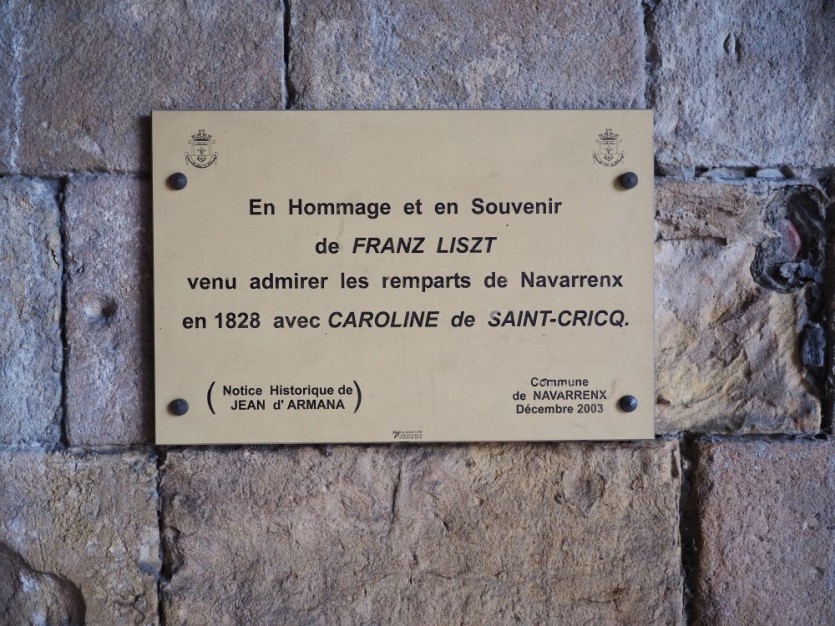 En Hommage et en Souvenir
de FRANZ LISZT
venu admirer les remparts de Navarrenx
en 1828 avec CAROLINE de SAINT-CRICQ.
(Notice Historique de
JEAN d'ARMANA)
Commune
de NAVARRENX
Décembre 2003